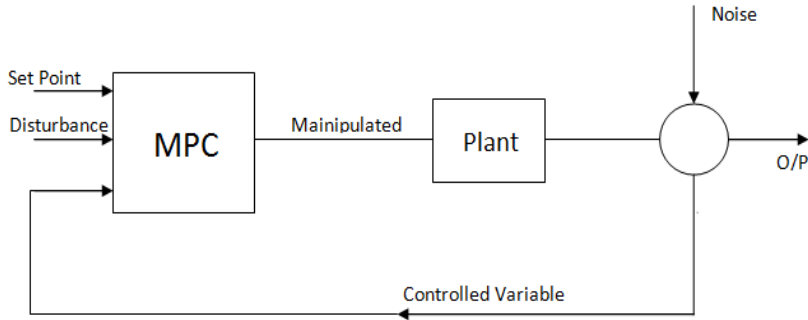 Noise
Set Point
Disturbance
MPC
Mainipulated
Plant
O/P
Controlled Variable